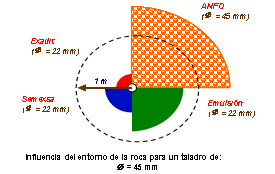 ANFO
(Ø = 45 mm)
Exadit
(Ø = 22 mm)
1 m
Semexsa
(Ø = 22 mm)
Emulsión
(Ø = 22 mm)
Influencia del entorno de la roca para un taladro de:
Ø = 45 mm